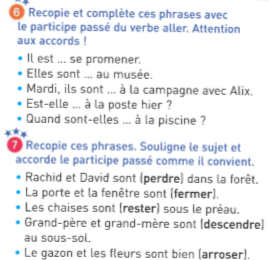 6 Recopie et complète ces phrases avec
le participe passé du verbe aller. Attention
aux accords !
• Il est ... se promener.
• Elles sont ... au musée.
• Mardi, ils sont ... à la campagne avec Alix.
• Est-elle ... à la poste hier ?
• Quand sont-elles ... à la piscine ?
7 Recopie ces phrases. Souligne le sujet et
accorde le participe passé comme il convient.
• Rachid et David sont (perdre) dans la forêt.
• La porte et la fenêtre sont (fermer).
• Les chaises sont (rester) sous le préau.
• Grand-père et grand-mère sont (descendre)
au sous-sol.
• Le gazon et les fleurs sont bien (arroser).